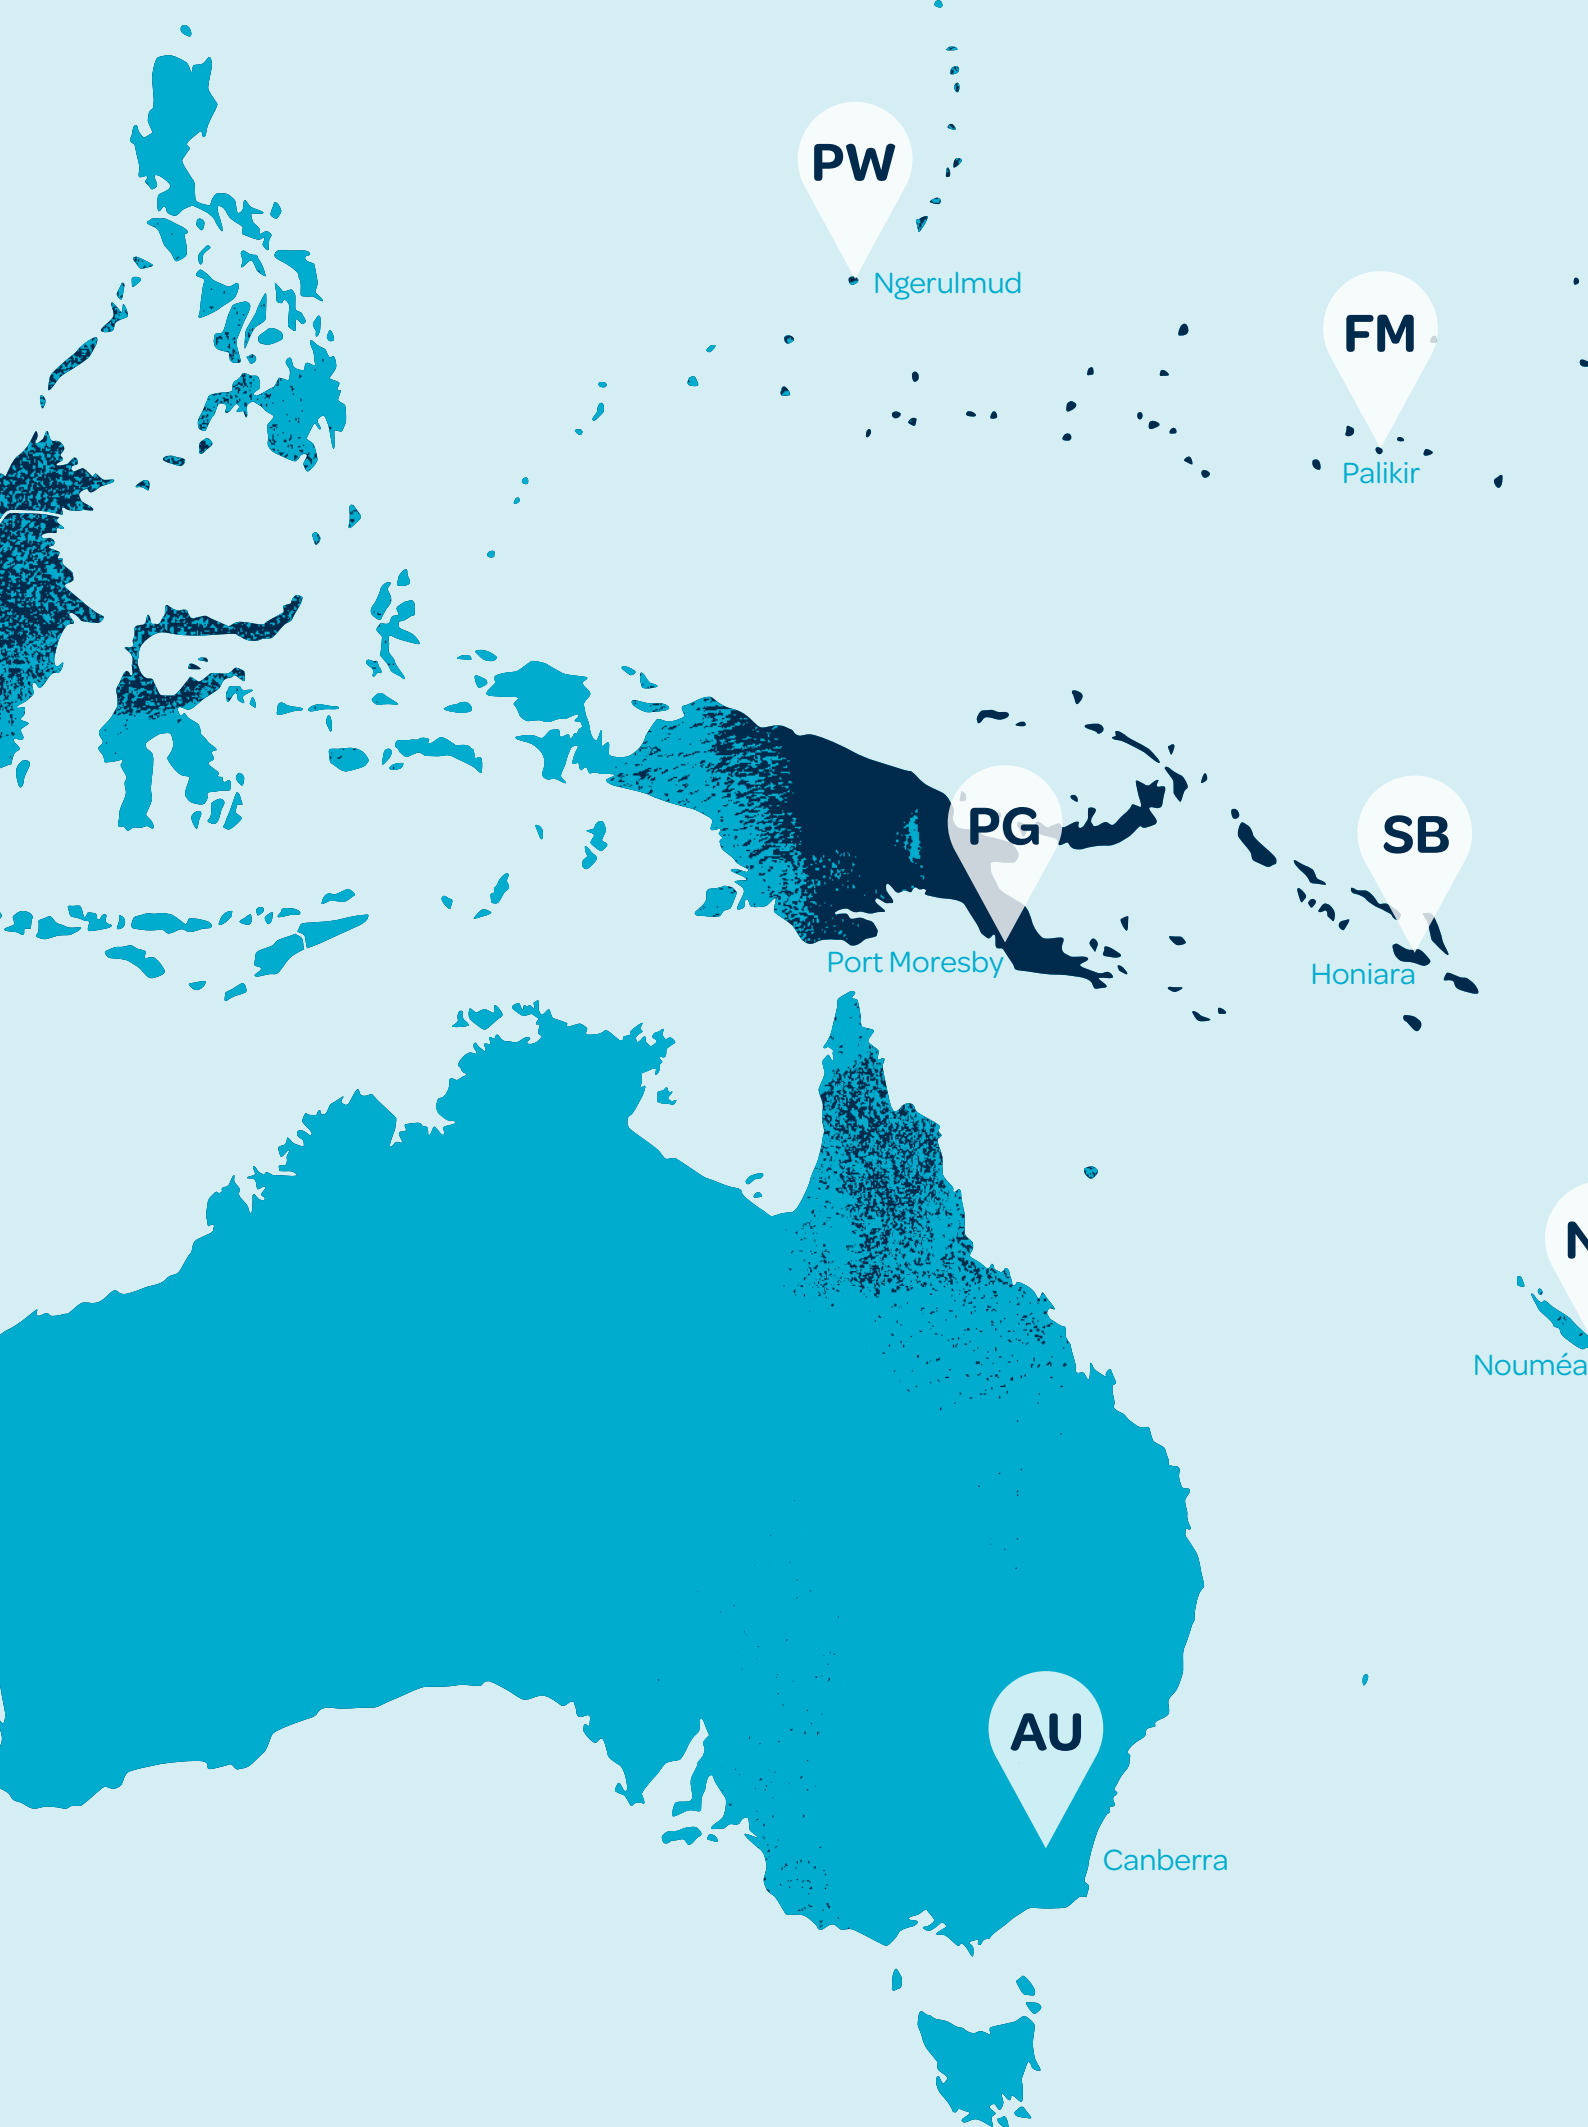 PW
Ngerulmud
FM
Palikir
PG
SB
Port Moresby
Honiara
N
Nouméa
AU
Canberra